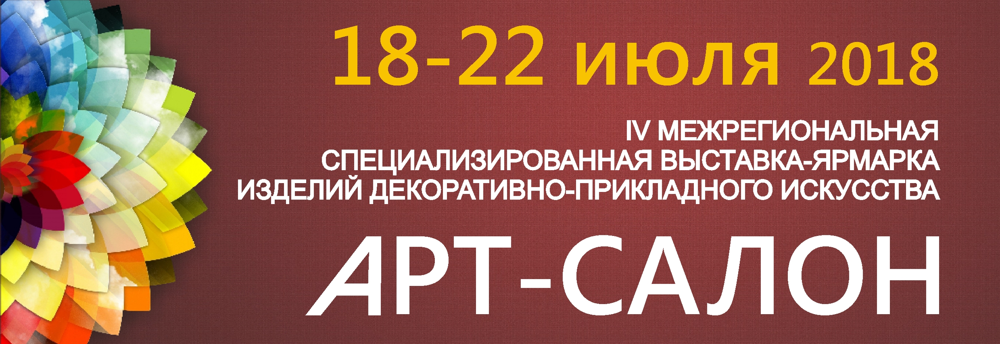 18-22 июля 2018
IV МЕЖРЕГИОНАЛЬНАЯ
СПЕЦИАЛИЗИРОВАННАЯ ВЫСТАВКА-ЯРМАРКА
ИЗДЕЛИЙ ДЕКОРАТИВНО-ПРИКЛАДНОГО ИСКУССТВА
АРТ-САЛОН